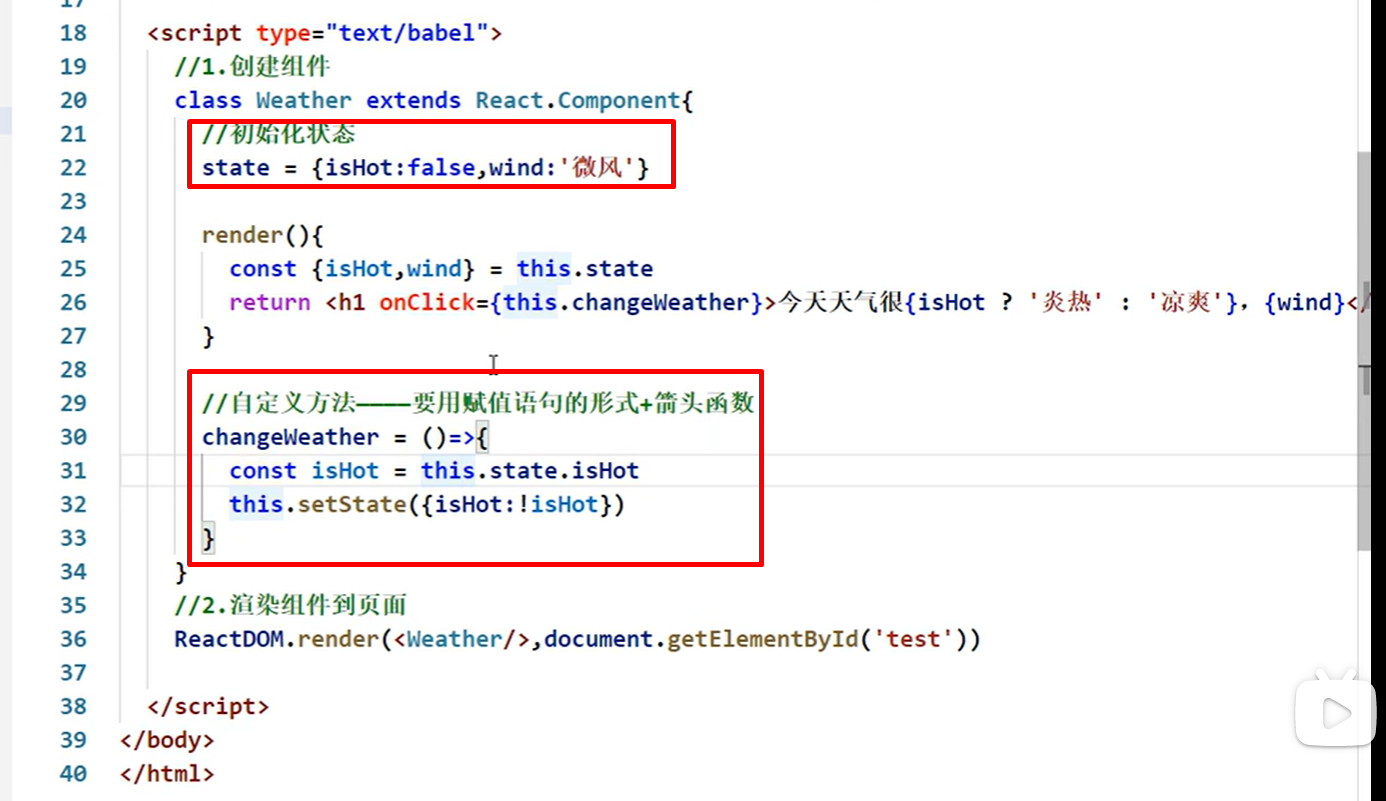 17
18 <script type="text/babel">
19 //1.创建组件
20 class Weather extends React.Component{
21 //初始化状态
22 state = {isHot:false,wind:'微风'}
23
24 render(){
25 const {isHot,wind} = this.state
26 return <h1 onClick={this.changeWeather}>今天天气很{isHot ? '炎热' : '凉爽'}，{wind}</
27 }
28
29 //自定义方法————要用赋值语句的形式+箭头函数
30 changeWeather = ()=>{
31 const isHot = this.state.isHot
32 this.setState({isHot:!isHot})
33 }
34 }
35 //2.渲染组件到页面
36 ReactDOM.render(<Weather/>,document.getElementById('test'))
37
38 </script>
39 </body>
40 </html>